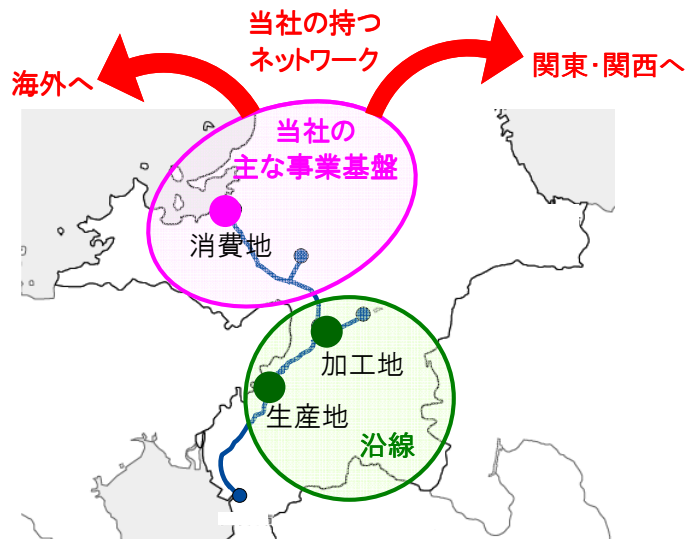 当社の持つ
ネットワーク
海外へ
関東･関西へ
当社の
主な事業基盤
消費地
加工地
生産地
沿線